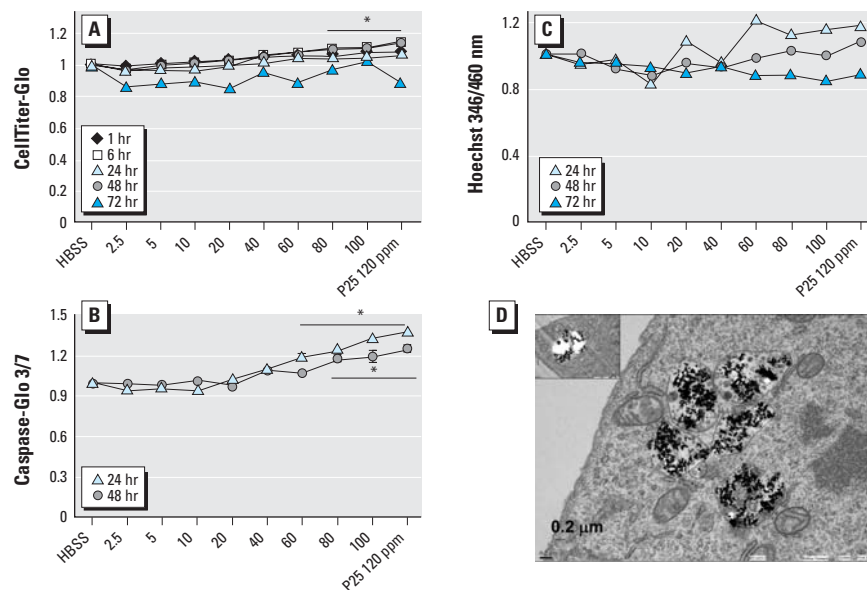 A
*
CellTiter-Glo
1.2
1
0.8
0.6
0.4
0.2
0
1 hr
6 hr
24 hr
48 hr
72 hr
HBSS
2.5
5
10
20
40
60
80
100
P25 120 ppm
C
Hoechst 346/460 nm
1.2
0.8
0.4
0
24 hr
48 hr
72 hr
HBSS
2.5
5
10
20
40
60
80
100
P25 120 ppm
B
*
*
Caspase-Glo 3/7
1.5
1.2
0.9
0.6
0.3
0
24 hr
48 hr
HBSS
2.5
5
10
20
40
60
80
100
P25 120 ppm
D
0.2 µm